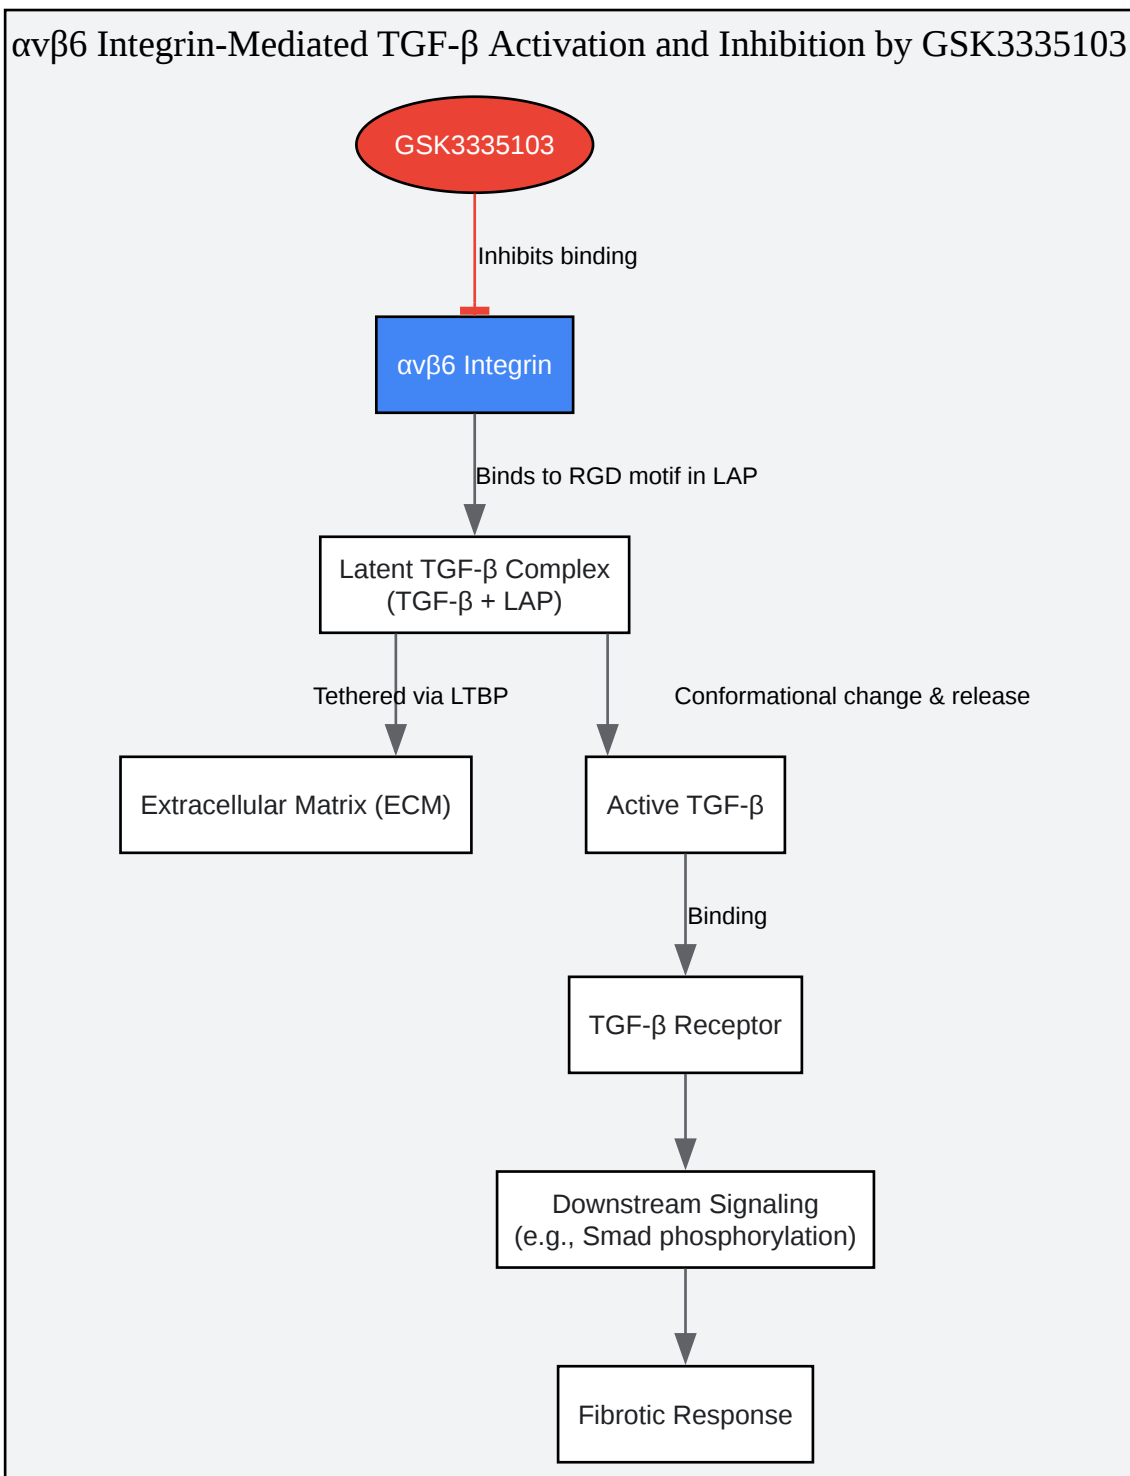 αvβ6 Integrin-Mediated TGF-β Activation and Inhibition by GSK3335103
GSK3335103
Inhibits binding
αvβ6 Integrin
Binds to RGD motif in LAP
Latent TGF-β Complex
(TGF-β + LAP)
Tethered via LTBP
Conformational change & release
Extracellular Matrix (ECM)
Active TGF-β
Binding
TGF-β Receptor
Downstream Signaling
(e.g., Smad phosphorylation)
Fibrotic Response